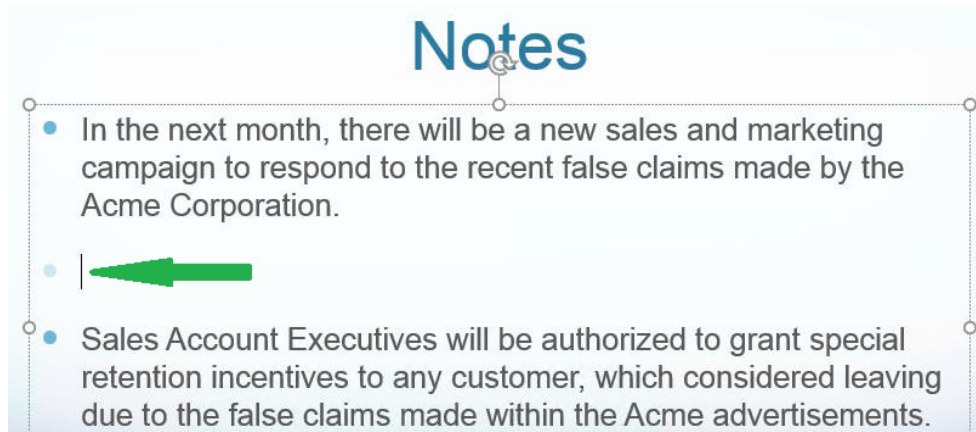 Notes
In the next month, there will be a new sales and marketing
campaign to respond to the recent false claims made by the
Acme Corporation.
Sales Account Executives will be authorized to grant special
retention incentives to any customer, which considered leaving
due to the false claims made within the Acme advertisements.